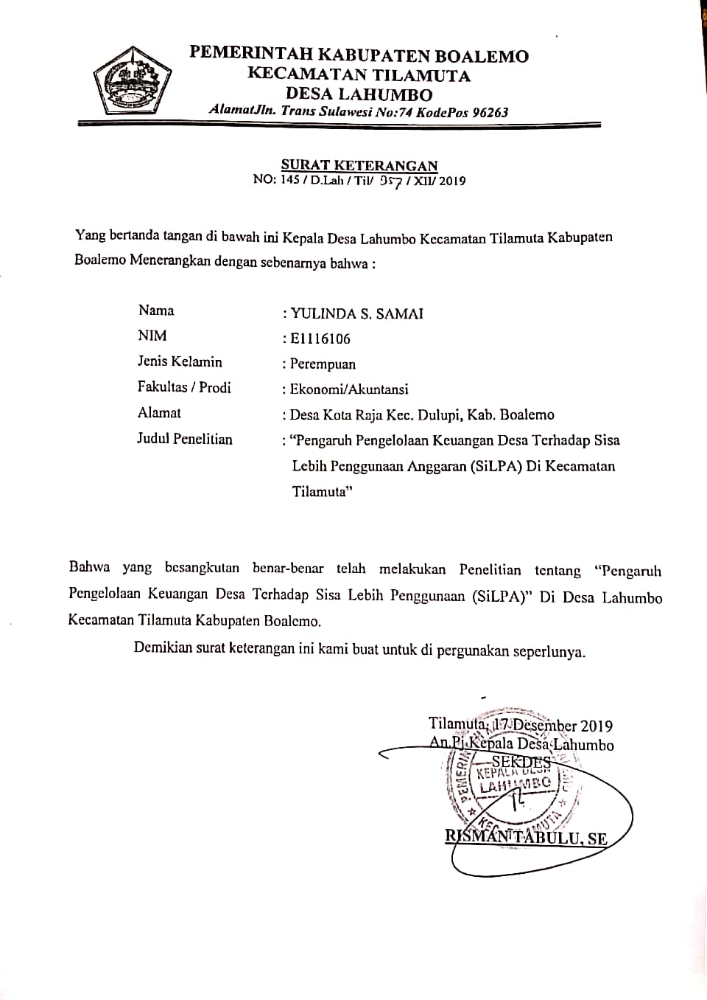 PEMERINTAH KABUPATEN BOALEMO
KECAMATAN TILAMUTA
DESA LAHUMBO
AlamatJln. Trans Sulawesi No:74 KodePos 96263
SURAT KETERANGAN
NO: 145 / D.Lah / Til/ 957 / XII/ 2019
Yang bertanda tangan di bawah ini Kepala Desa Lahumbo Kecamatan Tilamuta Kabupaten
Boalemo Menerangkan dengan sebenarnya bahwa :
Nama : YULINDA S. SAMAI
NIM : E1116106
Jenis Kelamin : Perempuan
Fakultas / Prodi : Ekonomi/Akuntansi
Alamat : Desa Kota Raja Kec. Dulupi, Kab. Boalemo
Judul Penelitian : “Pengaruh Pengelolaan Keuangan Desa Terhadap Sisa
Lebih Penggunaan Anggaran (SiLPA) Di Kecamatan
Tilamuta”
Bahwa yang besangkutan benar-benar telah melakukan Penelitian tentang “Pengaruh
Pengelolaan Keuangan Desa Terhadap Sisa Lebih Penggunaan (SiLPA)” Di Desa Lahumbo
Kecamatan Tilamuta Kabupaten Boalemo.
Demikian surat keterangan ini kami buat untuk di pergunakan seperlunya.
Tilamuta, 17 Desember 2019
An.Pj.Kepala Desa Lahumbo
SEKDES
KEPALA DESA
LAHUMBO
KEC. TILAMUTA
RISMAN TABULU, SE